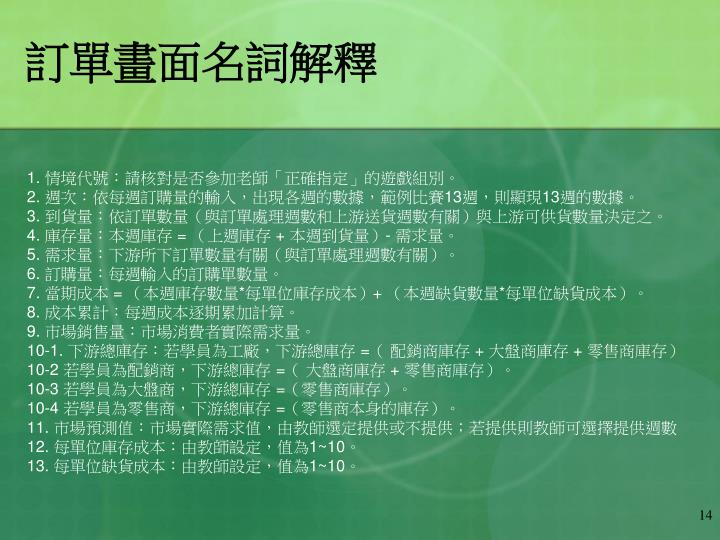 訂單畫面名詞解釋
1. 情境代號：請核對是否參加老師「正確指定」的遊戲組別。
2. 週次：依每週訂購量的輸入，出現各週的數據，範例比賽13週，則顯現13週的數據。
3. 到貨量：依訂單數量（與訂單處理週數和上游送貨週數有關）與上游可供貨數量決定之。
4. 庫存量：本週庫存 = （上週庫存 + 本週到貨量）- 需求量。
5. 需求量：下游所下訂單數量有關（與訂單處理週數有關）。
6. 訂購量：每週輸入的訂購單數量。
7. 當期成本 = （本週庫存數量*每單位庫存成本）+ （本週缺貨數量*每單位缺貨成本）。
8. 成本累計：每週成本逐期累加計算。
9. 市場銷售量：市場消費者實際需求量。
10-1. 下游總庫存：若學員為工廠，下游總庫存 =（ 配銷商庫存 + 大盤商庫存 + 零售商庫存）
10-2 若學員為配銷商，下游總庫存 =（ 大盤商庫存 + 零售商庫存）。
10-3 若學員為大盤商，下游總庫存 =（零售商庫存）。
10-4 若學員為零售商，下游總庫存 =（零售商本身的庫存）。
11. 市場預測值：市場實際需求值，由教師選定提供或不提供；若提供則教師可選擇提供週數
12. 每單位庫存成本：由教師設定，值為1~10。
13. 每單位缺貨成本：由教師設定，值為1~10。
14